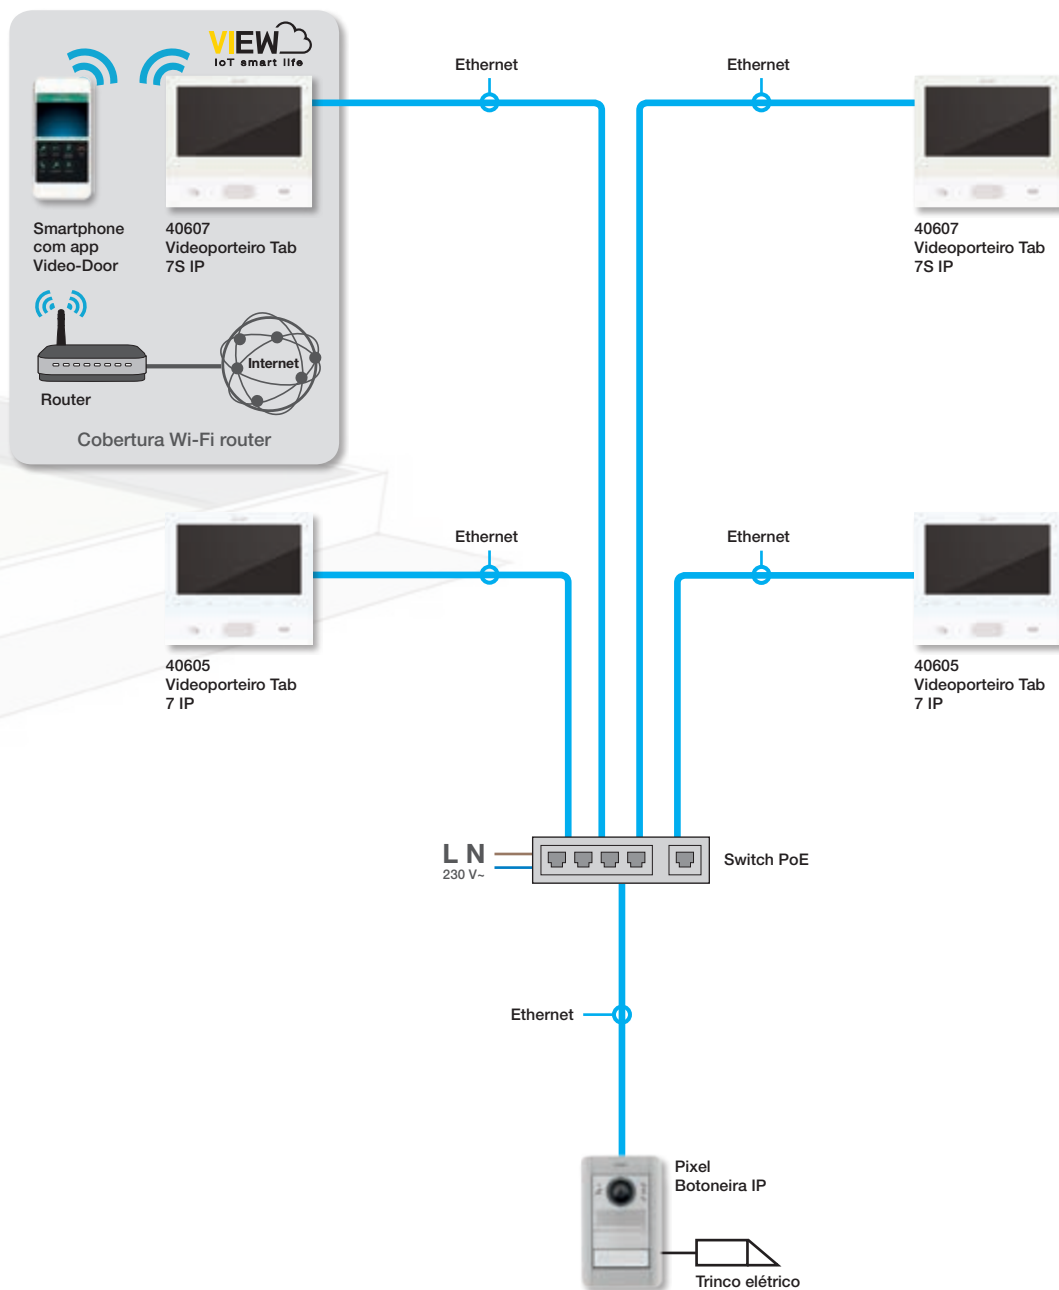 VIEW
IoT smart life
Ethernet
Ethernet
Smartphone
com app
Video-Door
40607
Videoporteiro Tab
7S IP
40607
Videoporteiro Tab
7S IP
Internet
Router
Cobertura Wi-Fi router
Ethernet
Ethernet
40605
Videoporteiro Tab
7 IP
40605
Videoporteiro Tab
7 IP
L N
230 V~
Switch PoE
Ethernet
Pixel
Botoneira IP
Trinco elétrico